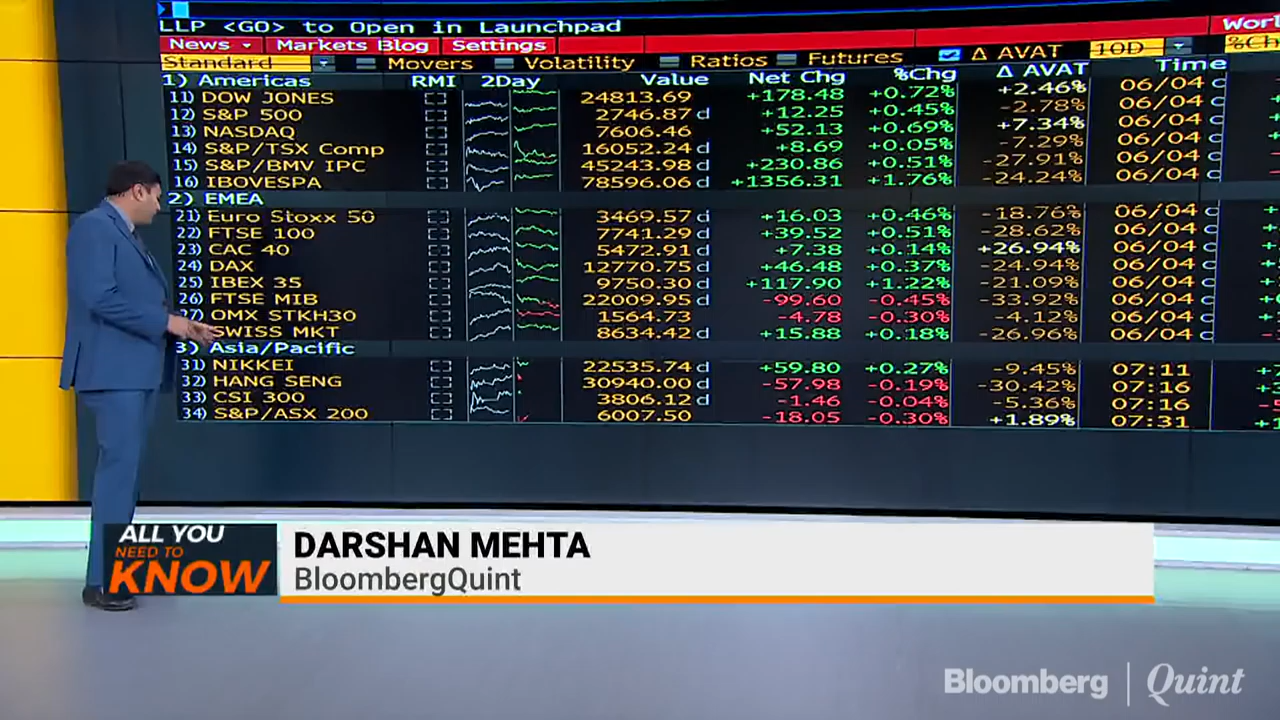 LLP <GO> to Open in Launchpad
News Markets Blog Settings Worl
Standard Movers Volatility Ratios Futures Δ AVAT 10D %Ch
1) Americas RMI 2Day Value Net Chg %Chg Δ AVAT Time
11) DOW JONES 24813.69 +178.48 +0.72% +2.46% 06/04 c
12) S&P 500 2746.87 d +12.25 +0.45% -2.78% 06/04 c
13) NASDAQ 7606.46 +52.13 +0.69% +7.34% 06/04 c
14) S&P/TSX Comp 16052.24 d +8.69 +0.05% -7.29% 06/04 c
15) S&P/BMV IPC 45243.98 d +230.86 +0.51% -27.91% 06/04 c
16) IBOVESPA 78596.06 d +1356.31 +1.76% -24.24% 06/04 c
2) EMEA
21) Euro Stoxx 50 3469.57 d +16.03 +0.46% -18.76% 06/04 c
22) FTSE 100 7741.29 d +39.52 +0.51% -28.62% 06/04 c
23) CAC 40 5472.91 d +7.38 +0.14% +26.94% 06/04 c
24) DAX 12770.75 d +46.48 +0.37% -24.94% 06/04 c
25) IBEX 35 9750.30 d +117.90 +1.22% -21.09% 06/04 c
26) FTSE MIB 22009.95 d -99.60 -0.45% -33.92% 06/04 c
27) OMX STKH30 1564.73 -4.78 -0.30% -4.12% 06/04 c
SWISS MKT 8634.42 d +15.88 +0.18% -26.96% 06/04 c
3) Asia/Pacific
31) NIKKEI 22535.74 d +59.80 +0.27% -9.45% 07:11
32) HANG SENG 30940.00 d -57.98 -0.19% -30.42% 07:16
33) CSI 300 3806.12 d -1.46 -0.04% -5.36% 07:16
34) S&P/ASX 200 6007.50 -18.05 -0.30% +1.89% 07:31
ALL YOU
NEED TO
KNOW
DARSHAN MEHTA
BloombergQuint
Bloomberg | Quint